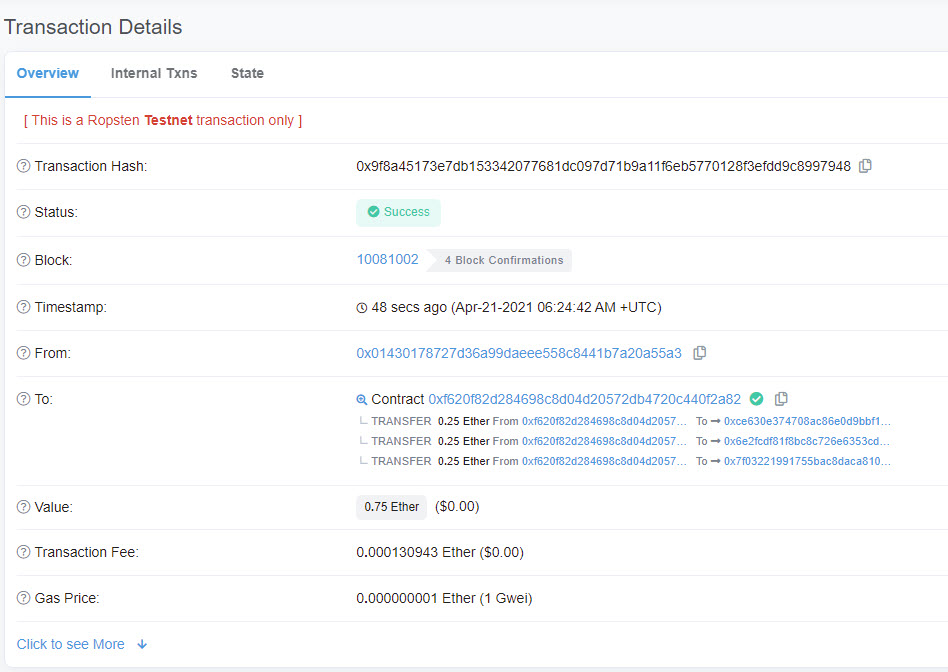 Transaction Details
Overview Internal Txns State
[ This is a Ropsten Testnet transaction only ]
Transaction Hash: 0x9f8a45173e7db153342077681dc097d71b9a11f6eb5770128f3efdd9c8997948
Status: Success
Block: 10081002 4 Block Confirmations
Timestamp: 48 secs ago (Apr-21-2021 06:24:42 AM +UTC)
From: 0x01430178727d36a99daeee558c8441b7a20a55a3
To: Contract 0xf620f82d284698c8d04d20572db4720c440f2a82
TRANSFER 0.25 Ether From 0xf620f82d284698c8d04d2057... To → 0xce630e374708ac86e0d9bbf1...
TRANSFER 0.25 Ether From 0xf620f82d284698c8d04d2057... To → 0x6e2fcdf81f8bc8c726e6353cd...
TRANSFER 0.25 Ether From 0xf620f82d284698c8d04d2057... To → 0x7f03221991755bac8daca810...
Value: 0.75 Ether ($0.00)
Transaction Fee: 0.000130943 Ether ($0.00)
Gas Price: 0.000000001 Ether (1 Gwei)
Click to see More ↓